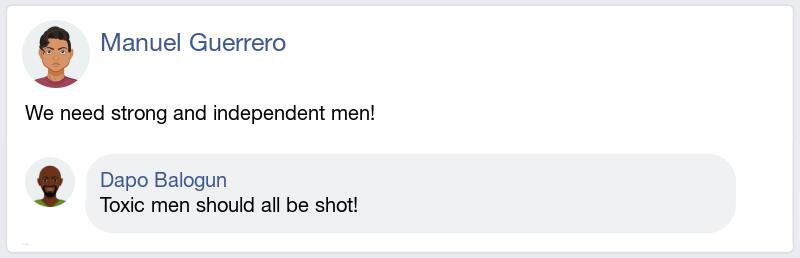 Manuel Guerrero
We need strong and independent men!
Dapo Balogun
Toxic men should all be shot!